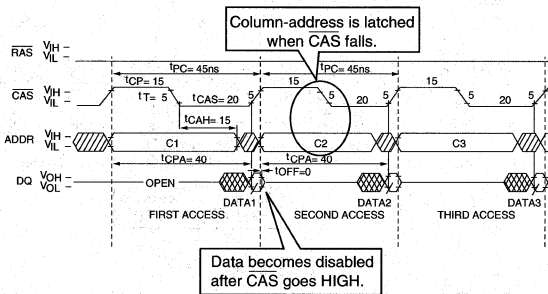 Column-address is latched
when CAS falls.
RAS VIH
VIL
tPC= 45ns tPC= 45ns
tCP= 15 5 15 5 15 5
CAS VIH
VIL
tT= 5 tCAS= 20 5 20 5 20
tCAH= 15
ADDR VIH
VIL
C1 C2 C3
tCPA= 40 tCPA= 40
tOFF=0
DQ VOH
VOL
OPEN
DATA1 DATA2 DATA3
FIRST ACCESS SECOND ACCESS THIRD ACCESS
Data becomes disabled
after CAS goes HIGH.